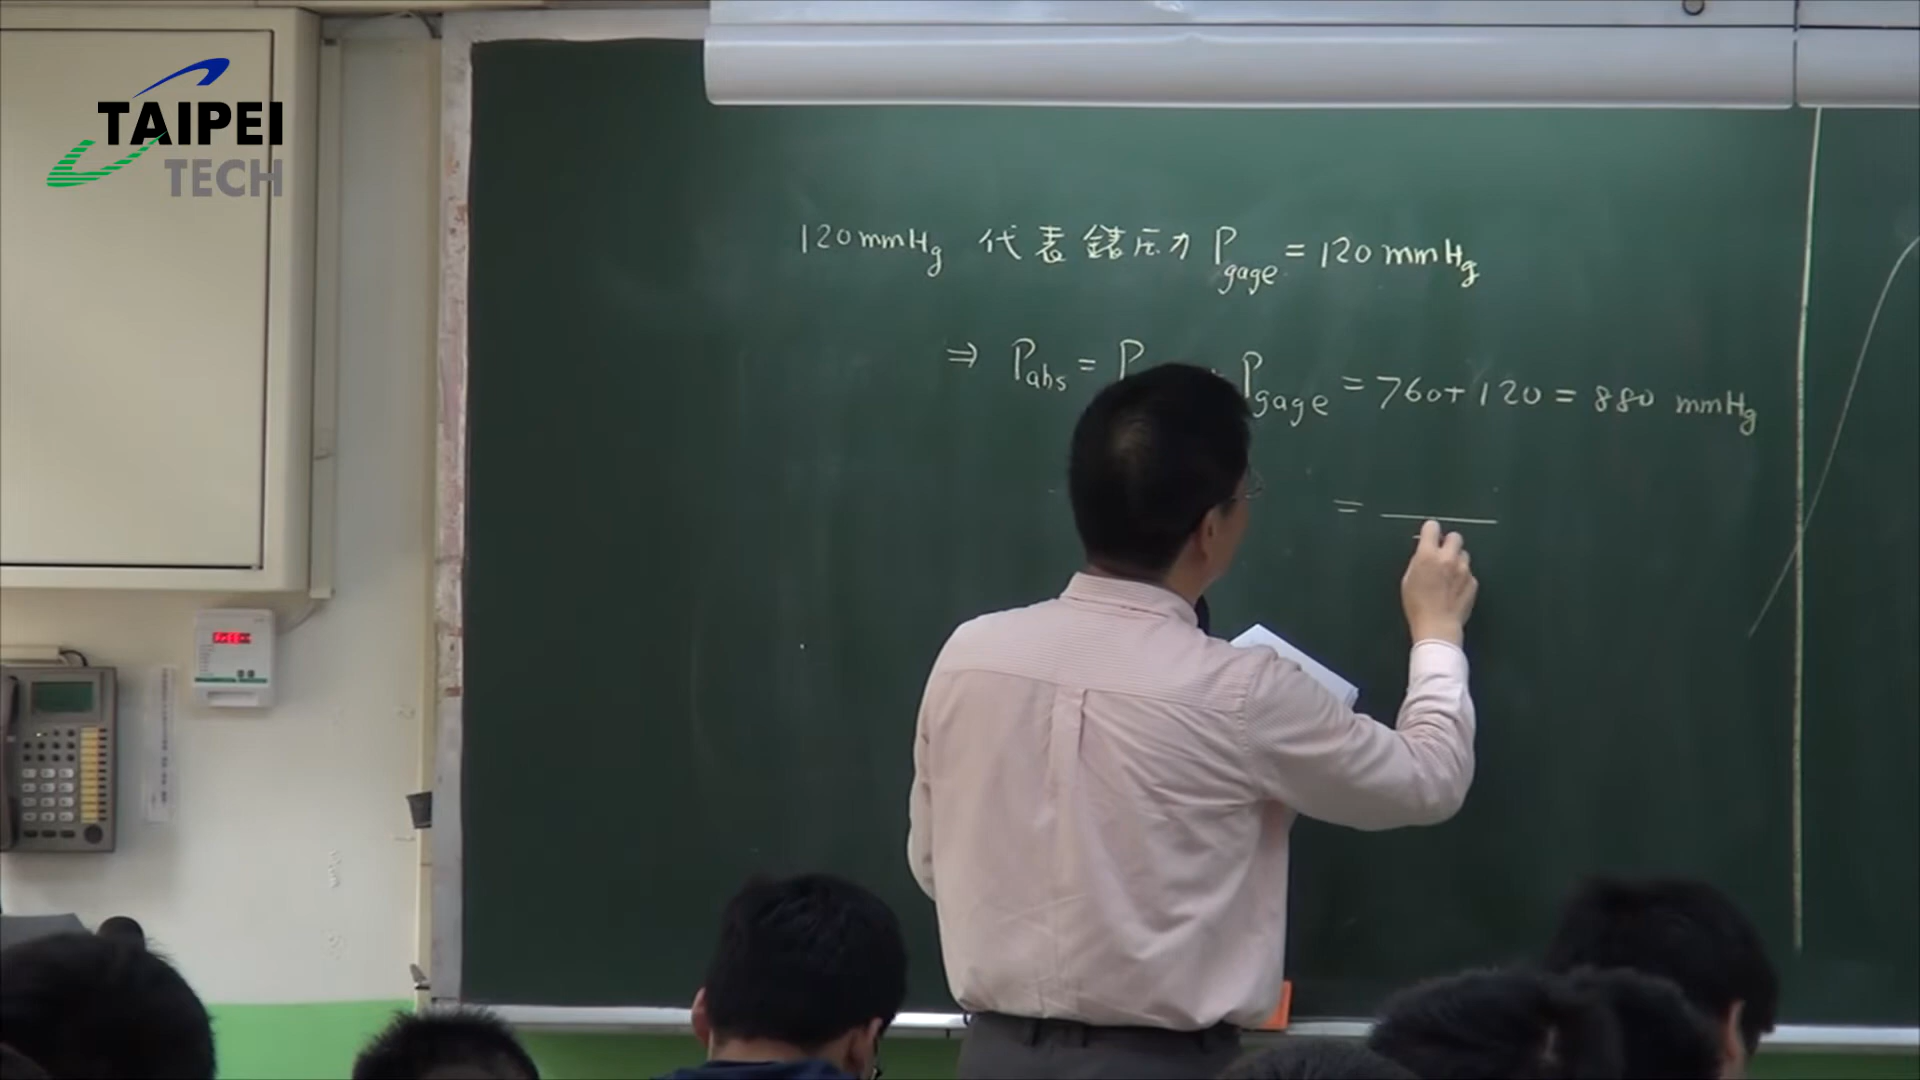 TAIPEI
TECH
120 mmHg 代表錶压力 Pgage = 120 mmHg
⇒ Pabs = P + Pgage = 760 + 120 = 880 mmHg
=